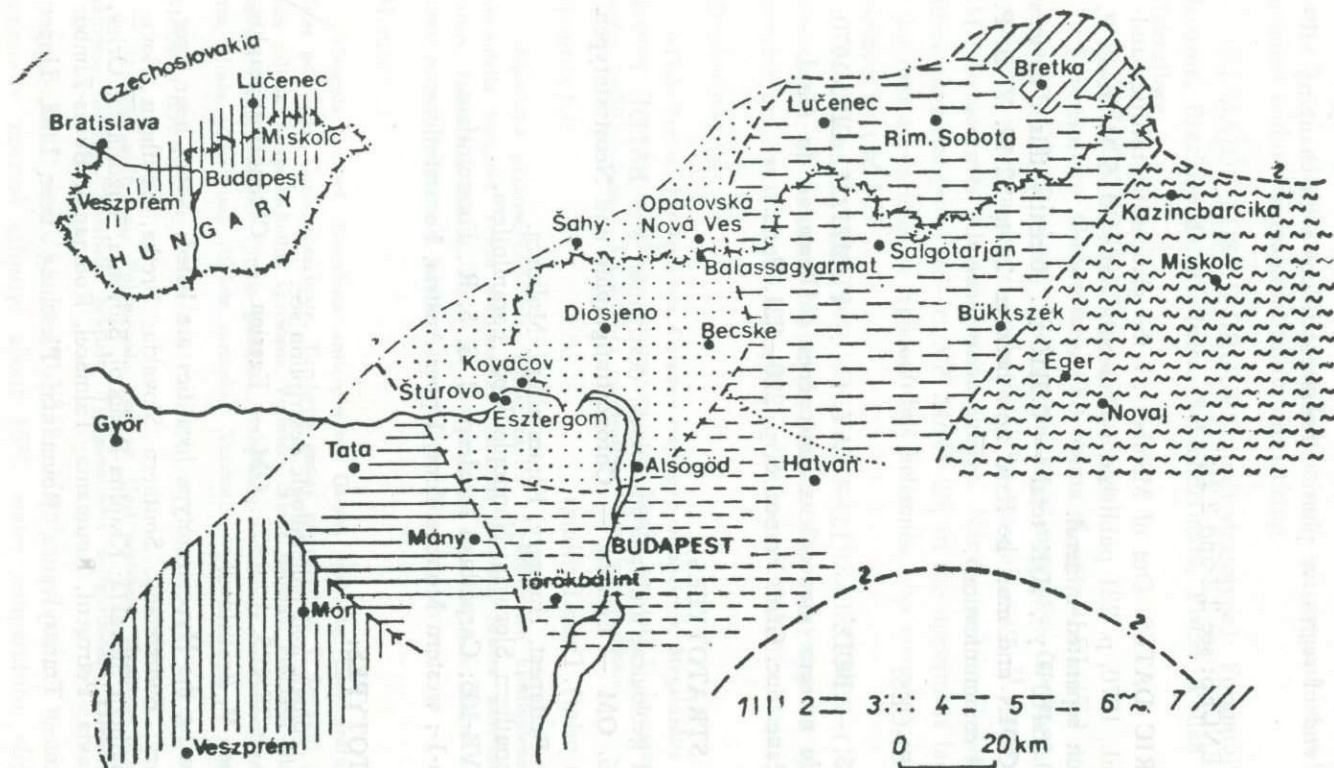 Czechoslovakia
Lučenec
Bratislava
Miskolc
Budapest
Veszprém
HUNGARY
Bretka
Lučenec
Rim. Sobota
?
Kazincbarcika
Opatovská
Nová Ves
Šahy
Balassagyarmat
Salgótarján
Miskolc
Diósjeno
Becske
Bükkszék
Eger
Kováčov
Štúrovo
Esztergom
Novaj
Győr
Tata
Alsógöd
Hatvan
Mány
BUDAPEST
Törökbálint
Mór
? ?
Veszprém
1 2 3 4 5 6 7
0 20 km